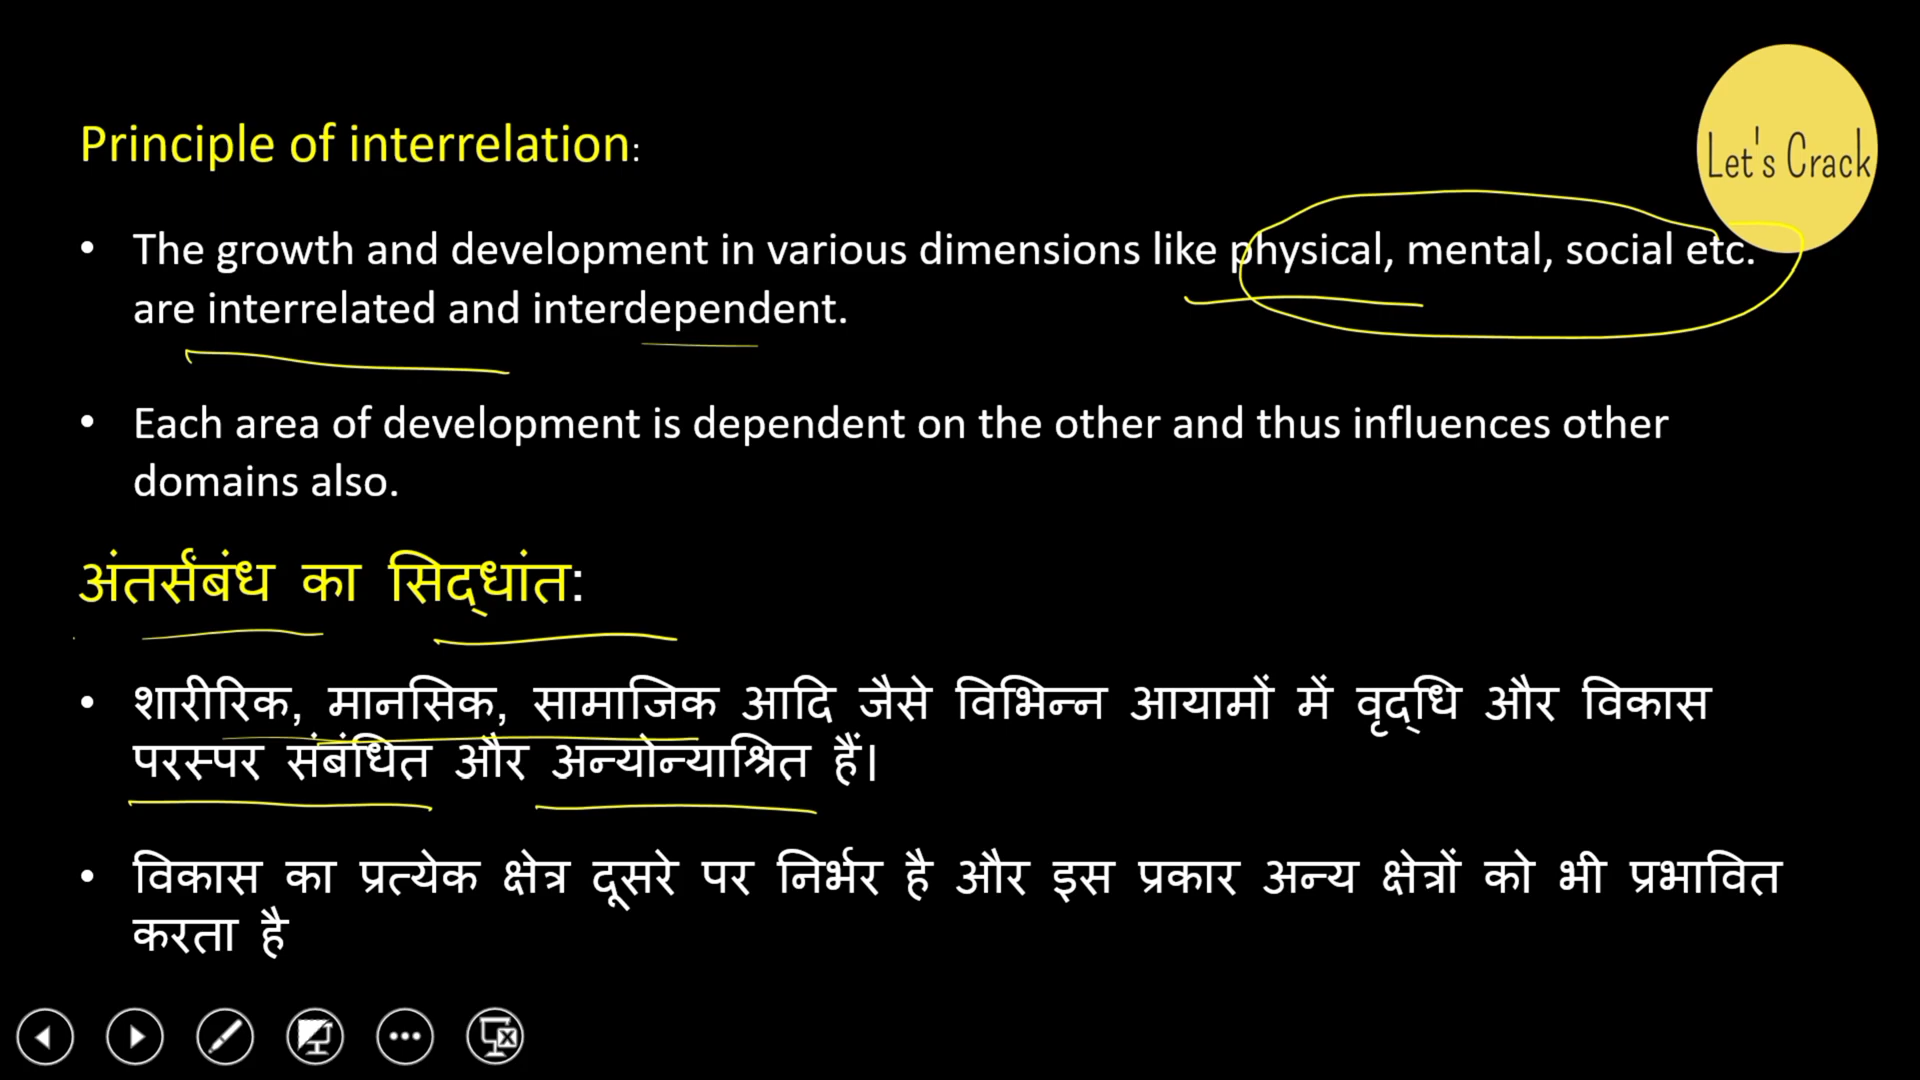 Let's Crack
Principle of interrelation:
• The growth and development in various dimensions like physical, mental, social etc.
are interrelated and interdependent.
• Each area of development is dependent on the other and thus influences other
domains also.
अंतर्संबंध का सिद्धांत:
• शारीरिक, मानसिक, सामाजिक आदि जैसे विभिन्न आयामों में वृद्धि और विकास
परस्पर संबंधित और अन्योन्याश्रित हैं।
• विकास का प्रत्येक क्षेत्र दूसरे पर निर्भर है और इस प्रकार अन्य क्षेत्रों को भी प्रभावित
करता है